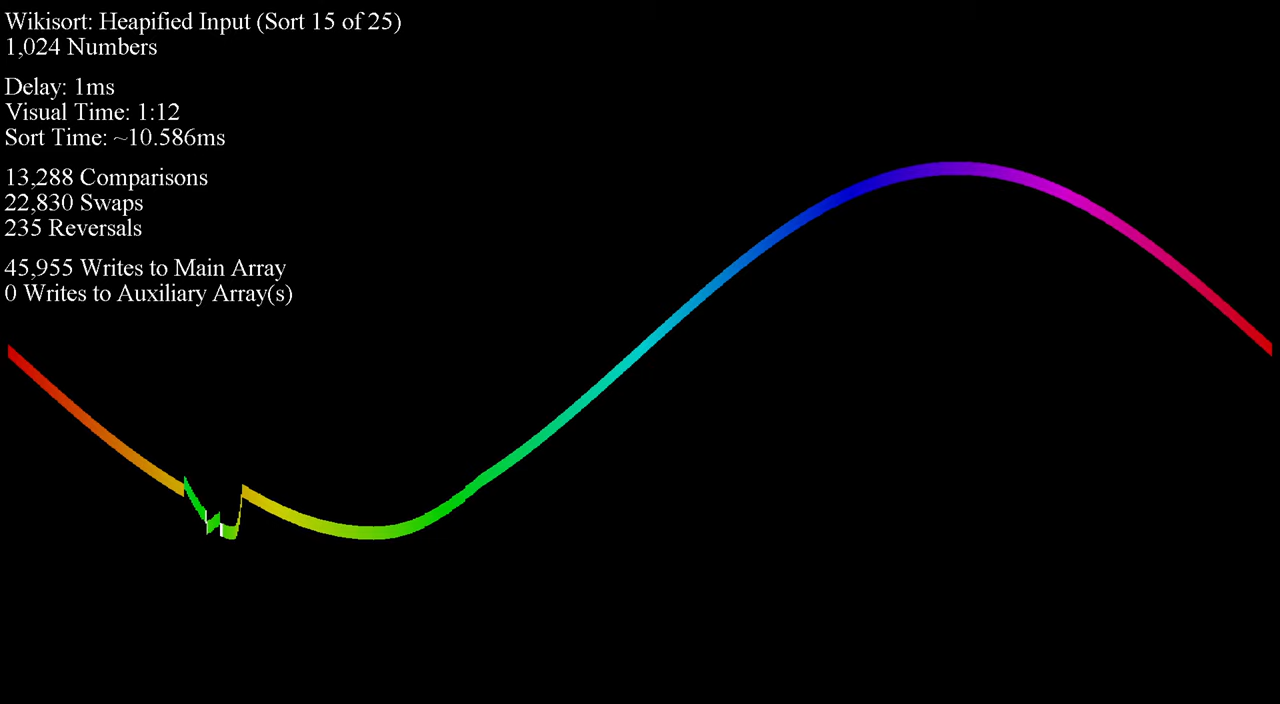 Wikisort: Heapified Input (Sort 15 of 25)
1,024 Numbers
Delay: 1ms
Visual Time: 1:12
Sort Time: ~10.586ms
13,288 Comparisons
22,830 Swaps
235 Reversals
45,955 Writes to Main Array
0 Writes to Auxiliary Array(s)